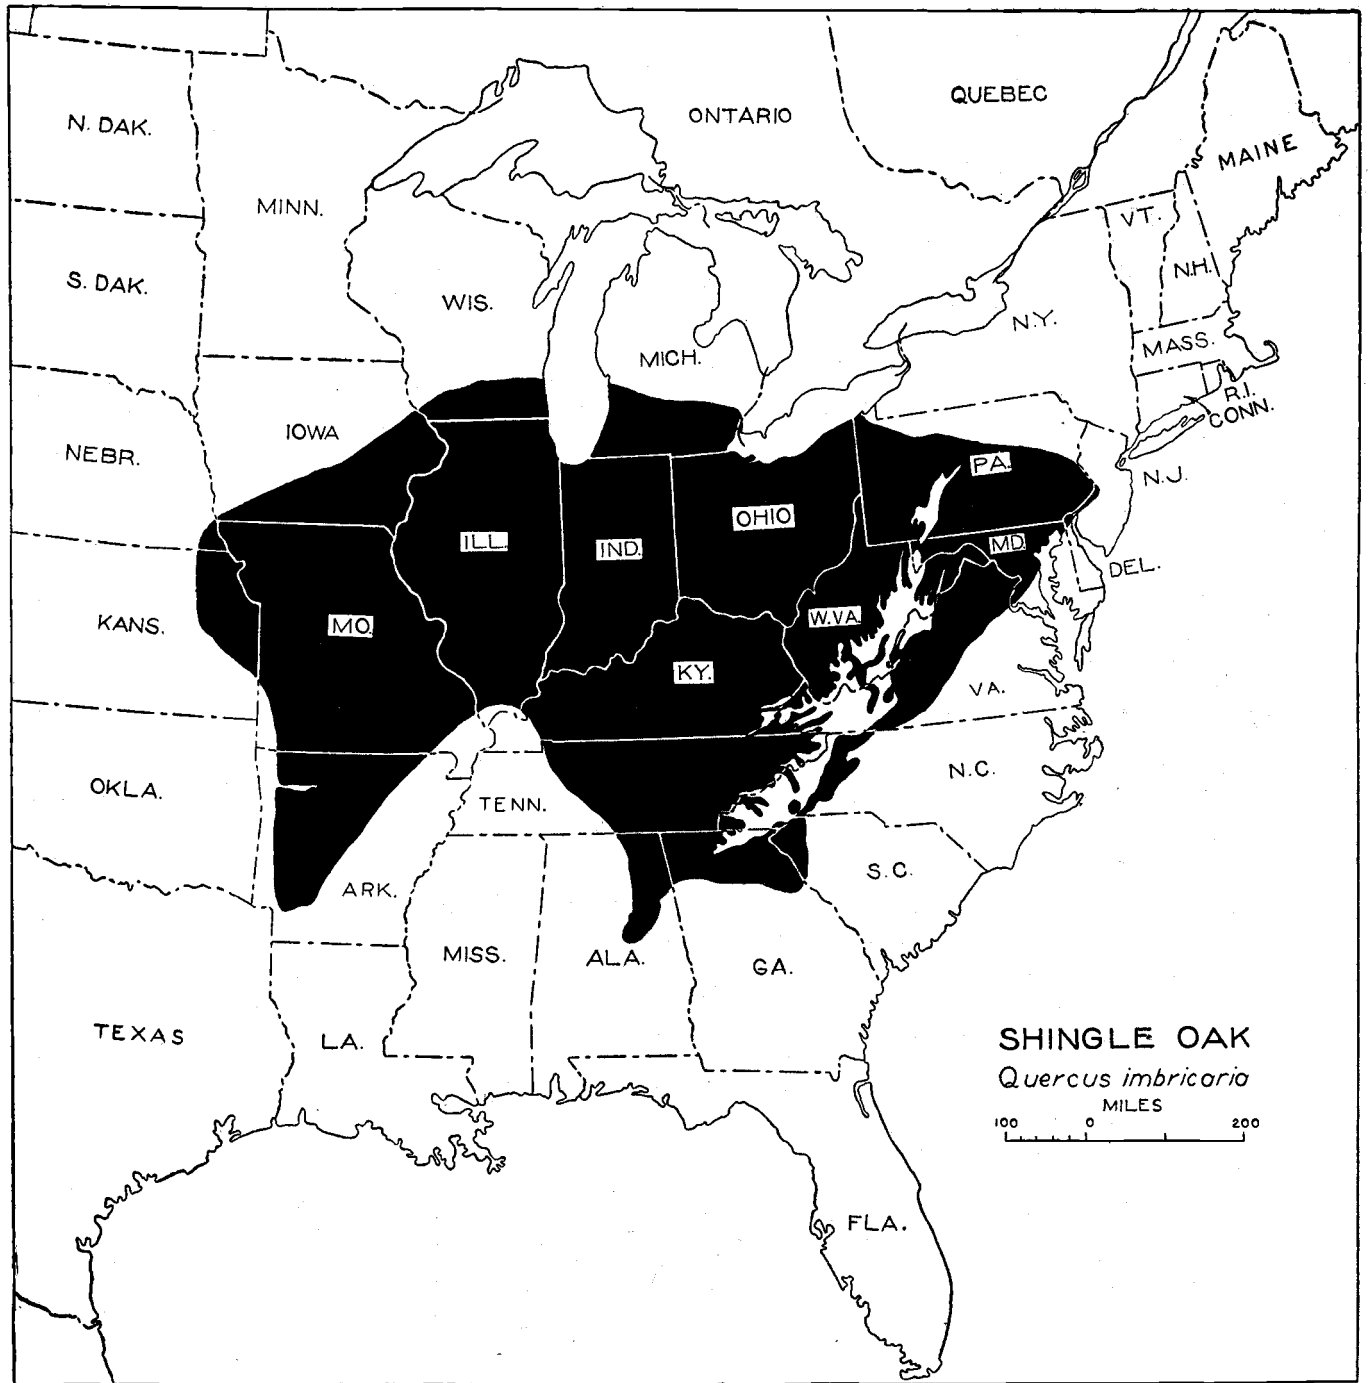 QUEBEC
ONTARIO
N. DAK.
MAINE
MINN.
VT.
N.H.
S. DAK.
WIS.
N.Y.
MASS.
MICH.
R.I.
CONN.
IOWA
NEBR.
PA.
N.J.
OHIO
ILL.
IND.
MD.
DEL.
KANS.
MO.
W.VA.
KY.
VA.
N.C.
OKLA.
TENN.
S.C.
ARK.
MISS.
ALA.
GA.
TEXAS
LA.
SHINGLE OAK
Quercus imbricaria
MILES
100 0 200
FLA.